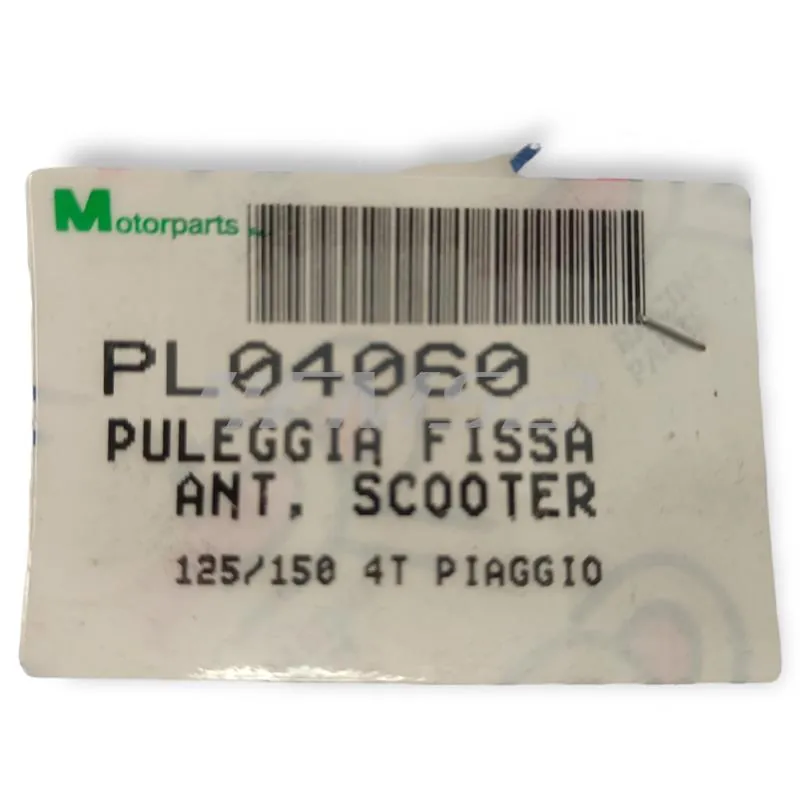 Motorparts
PL04060
PULEGGIA FISSA
ANT. SCOOTER
125/150 4T PIAGGIO